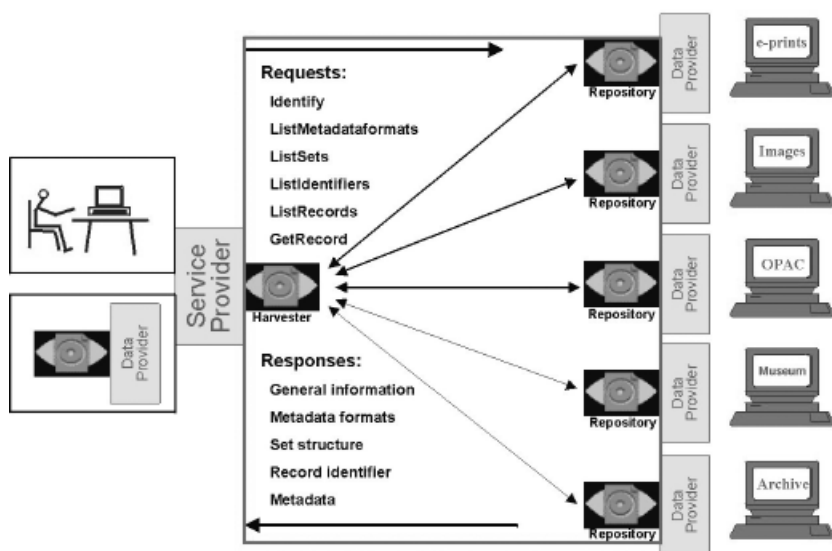 Requests:
Identify
ListMetadataformats
ListSets
ListIdentifiers
ListRecords
GetRecord
Service
Provider
Harvester
Data
Provider
Responses:
General information
Metadata formats
Set structure
Record identifier
Metadata
Repository
Data
Provider
e-prints
Repository
Data
Provider
Images
Repository
Data
Provider
OPAC
Repository
Data
Provider
Museum
Repository
Data
Provider
Archive